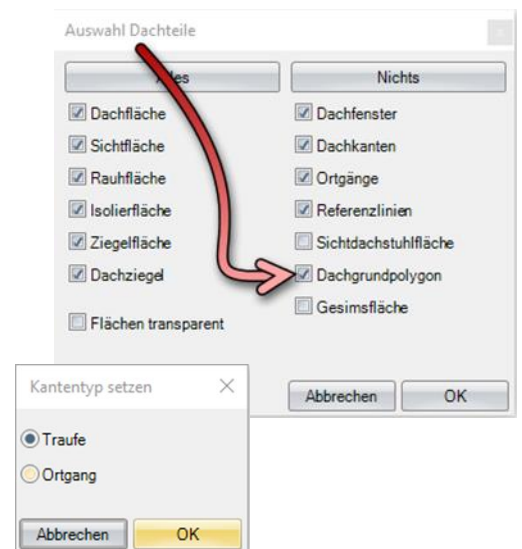 Auswahl Dachteile
Nichts
Dachfläche
Dachfenster
Sichtfläche
Dachkanten
Rauhfläche
Ortgänge
Isolierfläche
Referenzlinien
Ziegelfläche
Sichtdachstuhlfläche
Dachziegel
Dachgrundpolygon
Gesimsfläche
Flächen transparent
Abbrechen OK
Kantentyp setzen
Traufe
Ortgang
Abbrechen OK